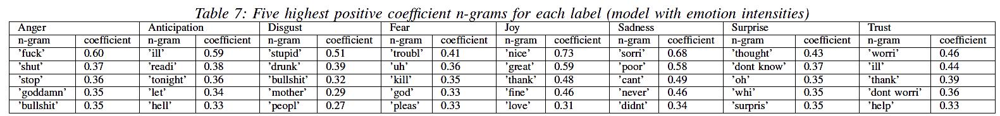 Table 7: Five highest positive coefficient n-grams for each label (model with emotion intensities)
Anger Anticipation Disgust Fear Joy Sadness Surprise Trust
n-gram coefficient n-gram coefficient n-gram coefficient n-gram coefficient n-gram coefficient n-gram coefficient n-gram coefficient n-gram coefficient
’fuck’ 0.60 ’ill’ 0.59 ’stupid’ 0.51 ’troubl’ 0.41 ’nice’ 0.73 ’sorri’ 0.68 ’thought’ 0.43 ’worri’ 0.46
’shut’ 0.37 ’readi’ 0.38 ’drunk’ 0.39 ’uh’ 0.36 ’great’ 0.59 ’poor’ 0.58 ’dont know’ 0.37 ’ill’ 0.44
’stop’ 0.36 ’tonight’ 0.36 ’bullshit’ 0.32 ’kill’ 0.35 ’thank’ 0.48 ’cant’ 0.49 ’oh’ 0.35 ’thank’ 0.39
’goddamn’ 0.35 ’let’ 0.34 ’mother’ 0.29 ’god’ 0.33 ’fine’ 0.46 ’never’ 0.46 ’whi’ 0.35 ’dont worri’ 0.36
’bullshit’ 0.35 ’hell’ 0.33 ’peopl’ 0.27 ’pleas’ 0.33 ’love’ 0.31 ’didnt’ 0.34 ’surpris’ 0.35 ’help’ 0.33